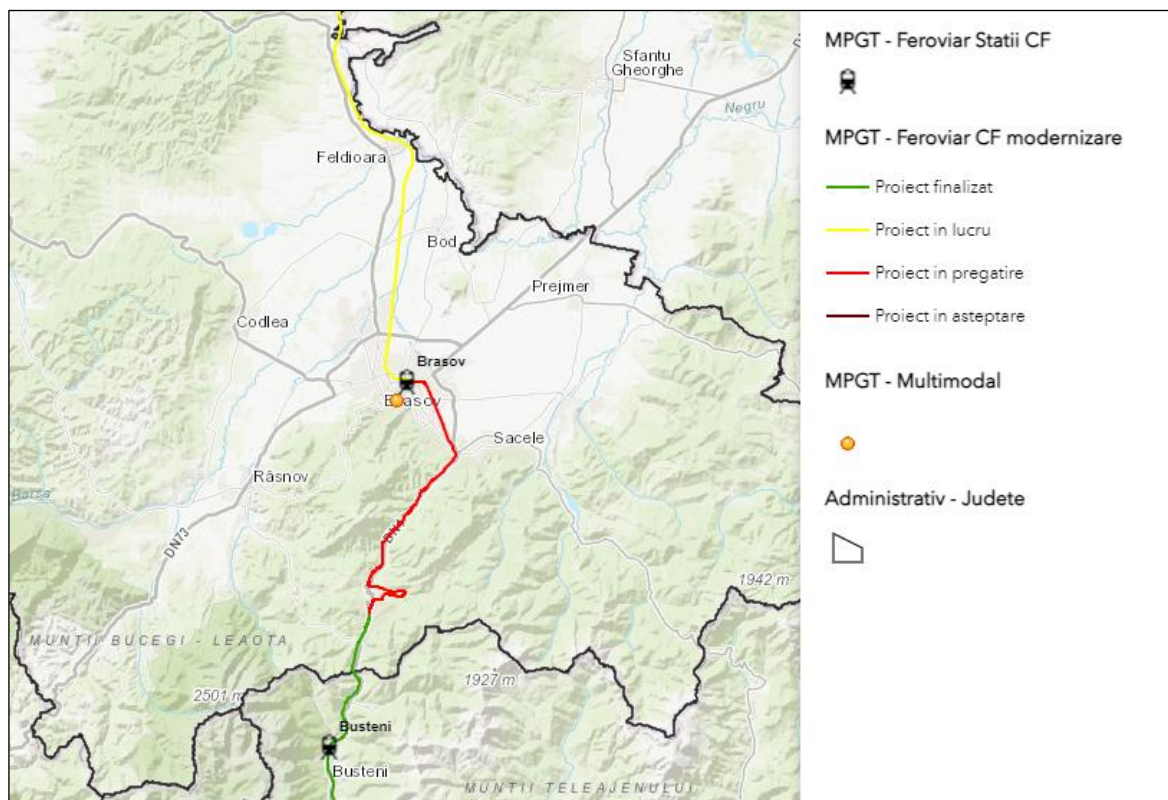 Sfantu
Gheorghe
Negru
Feldioara
Bod
Prejmer
Codlea
Brasov
Brasov
Sacele
Râsnov
Barsa
DN1
DN73
1942 m
MUNTII BUCEGI - LEAOTA
2501 m
1927 m
Busteni
Busteni
MUNTII TELEAJENULUI
MPGT - Feroviar Statii CF
MPGT - Feroviar CF modernizare
Proiect finalizat
Proiect in lucru
Proiect in pregatire
Proiect in asteptare
MPGT - Multimodal
Administrativ - Judete